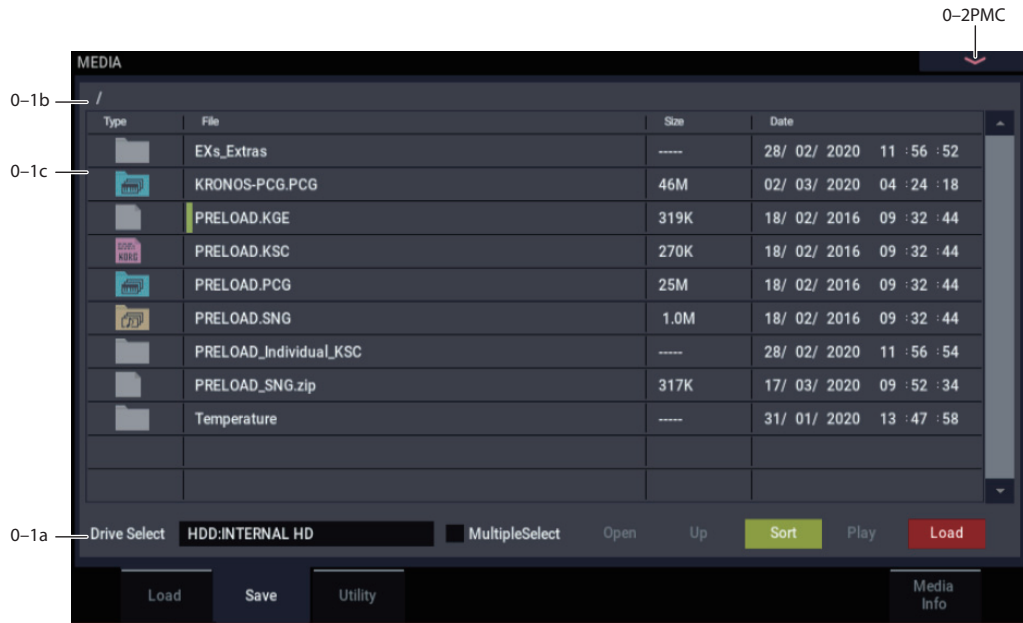 0–2PMC
MEDIA
0–1b
/
Type File Size Date
EXs_Extras ----- 28/ 02/ 2020 11 :56 :52
0–1c
KRONOS-PCG.PCG 46M 02/ 03/ 2020 04 :24 :18
PRELOAD.KGE 319K 18/ 02/ 2016 09 :32 :44
KORG PRELOAD.KSC 270K 18/ 02/ 2016 09 :32 :44
PRELOAD.PCG 25M 18/ 02/ 2016 09 :32 :44
PRELOAD.SNG 1.0M 18/ 02/ 2016 09 :32 :44
PRELOAD_Individual_KSC ----- 28/ 02/ 2020 11 :56 :54
PRELOAD_SNG.zip 317K 17/ 03/ 2020 09 :52 :34
Temperature ----- 31/ 01/ 2020 13 :47 :58
0–1a
Drive Select HDD:INTERNAL HD MultipleSelect Open Up Sort Play Load
Load Save Utility Media
Info